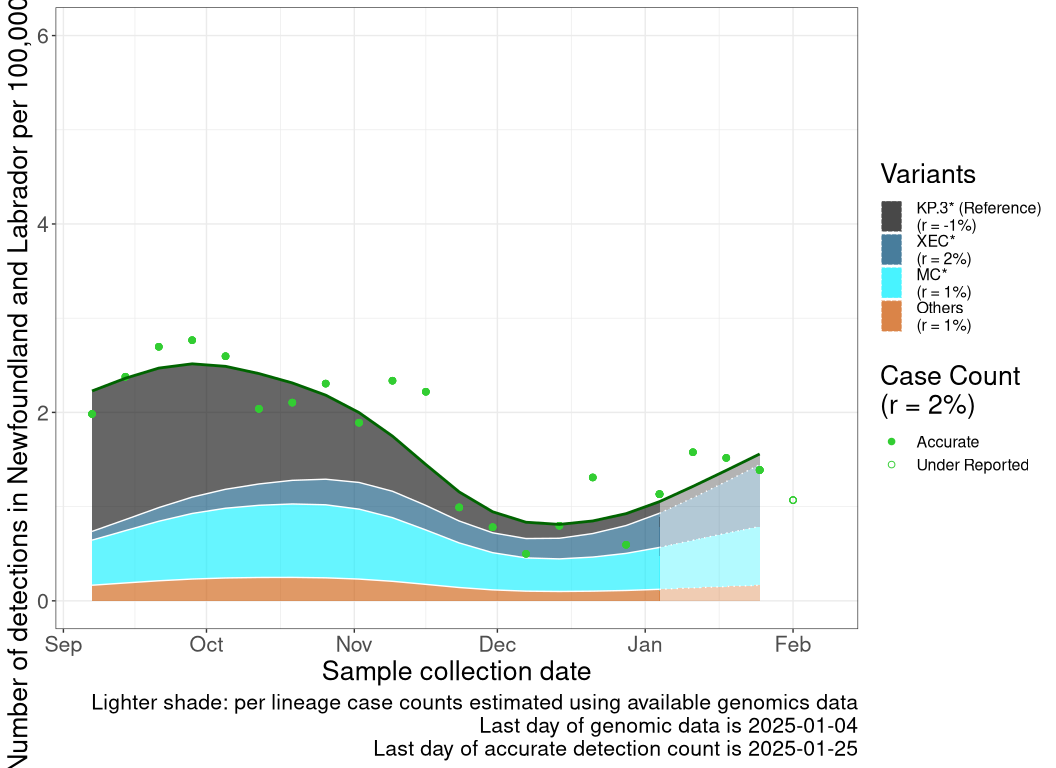 Number of detections in Newfoundland and Labrador per 100,000
6
4
2
0
Sep Oct Nov Dec Jan Feb
Sample collection date
Lighter shade: per lineage case counts estimated using available genomics data
Last day of genomic data is 2025-01-04
Last day of accurate detection count is 2025-01-25
Variants
KP.3* (Reference)
(r = -1%)
XEC*
(r = 2%)
MC*
(r = 1%)
Others
(r = 1%)
Case Count
(r = 2%)
Accurate
Under Reported